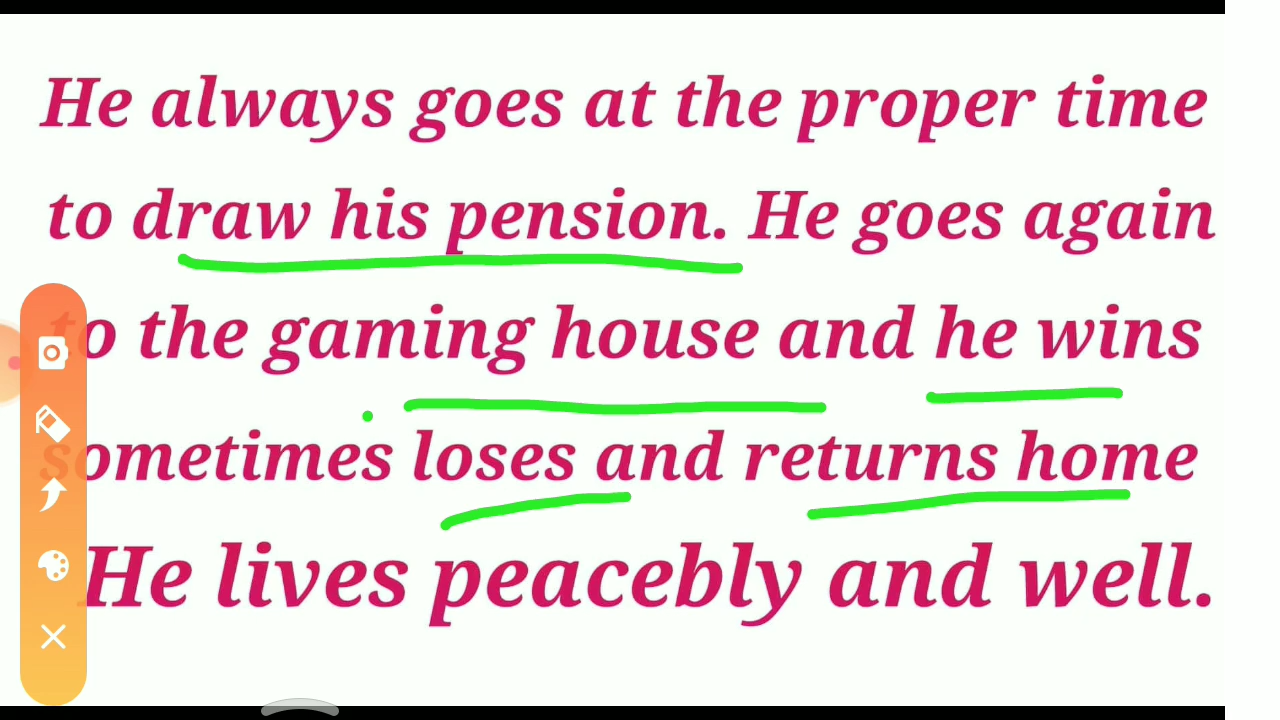 He always goes at the proper time
to draw his pension. He goes again
to the gaming house and he wins
sometimes loses and returns home
He lives peacebly and well.